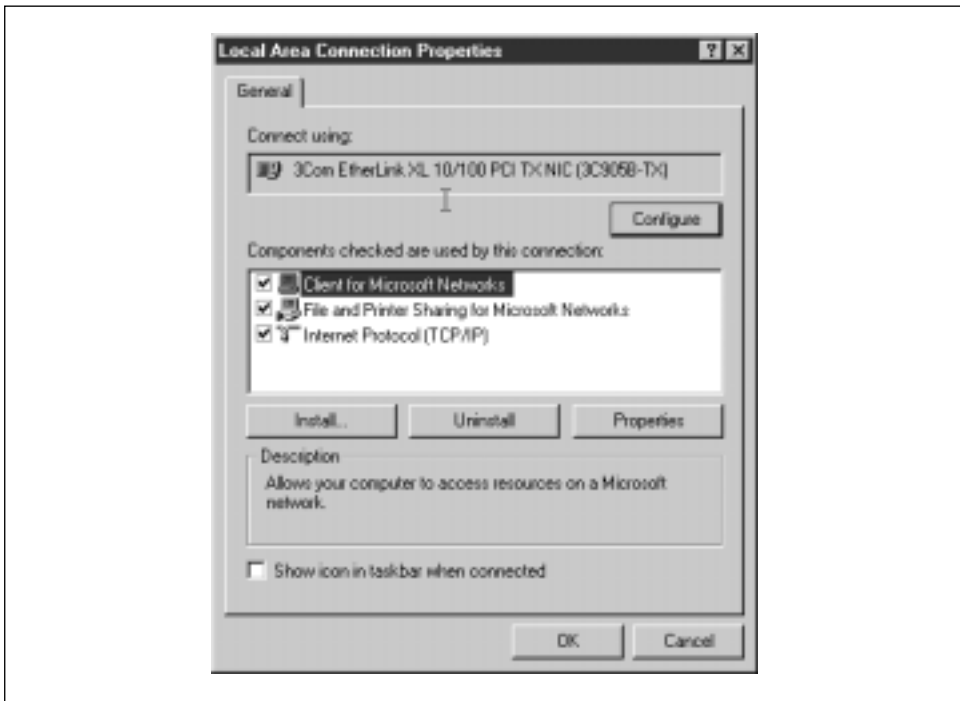 Local Area Connection Properties
General
Connect using:
3Com EtherLink XL 10/100 PCI TX NIC (3C905B-TX)
Configure
Components checked are used by this connection:
Client for Microsoft Networks
File and Printer Sharing for Microsoft Networks
Internet Protocol (TCP/IP)
Install...
Uninstall
Properties
Description
Allows your computer to access resources on a Microsoft
network.
Show icon in taskbar when connected
OK
Cancel